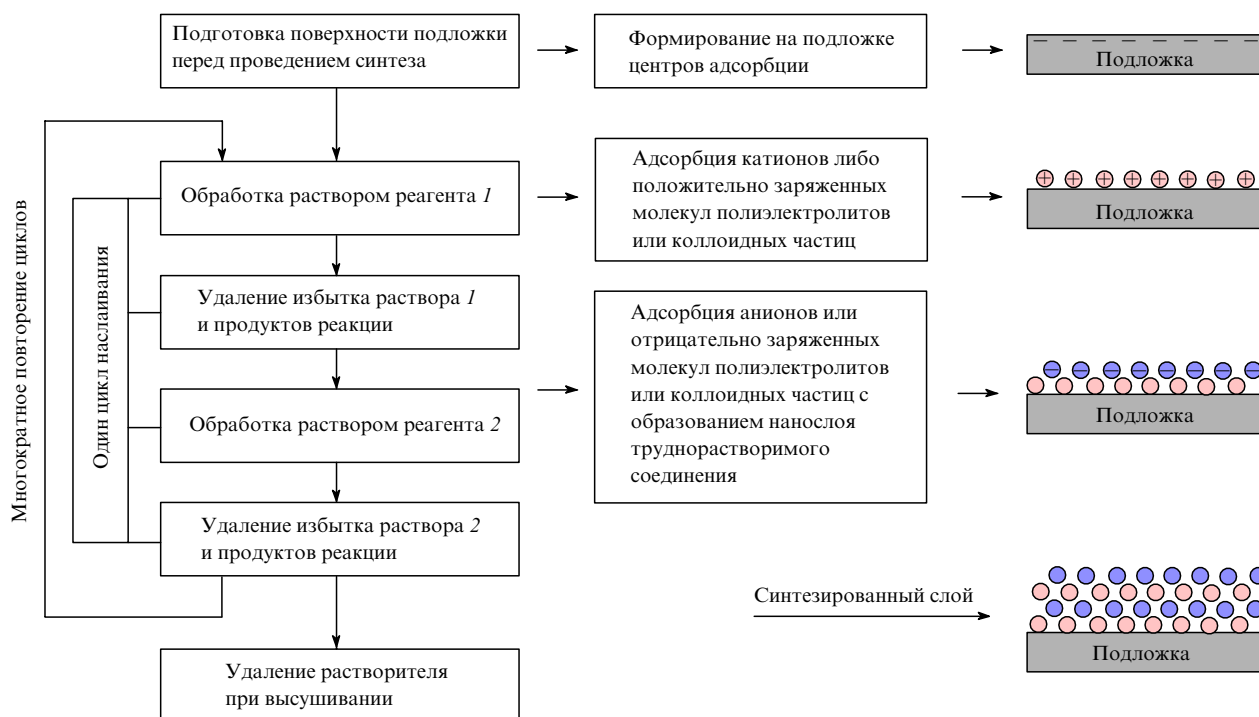 Подготовка поверхности подложки
перед проведением синтеза
Формирование на подложке
центров адсорбции
Подложка
Многократное повторение циклов
Один цикл наслаивания
Обработка раствором реагента 1
Адсорбция катионов либо
положительно заряженных
молекул полиэлектролитов
или коллоидных частиц
Подложка
Удаление избытка раствора 1
и продуктов реакции
Обработка раствором реагента 2
Адсорбция анионов или
отрицательно заряженных
молекул полиэлектролитов
или коллоидных частиц с
образованием нанослоя
труднорастворимого
соединения
Подложка
Удаление избытка раствора 2
и продуктов реакции
Синтезированный слой
Подложка
Удаление растворителя
при высушивании